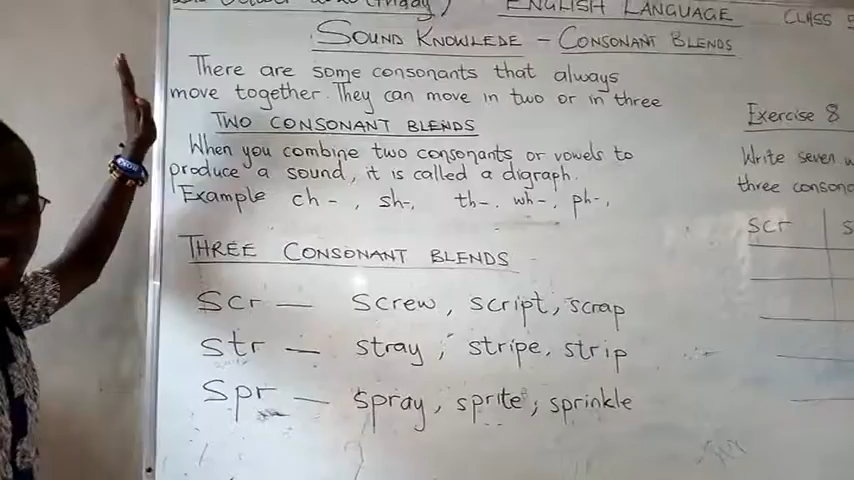 (Friday) ENGLISH LANGUAGE CLASS
SOUND KNOWLEDE - CONSONANT BLENDS
There are some consonants that always
move together. They can move in two or in three
TWO CONSONANT BLENDS
When you combine two consonants or vowels to
produce a sound, it is called a digraph.
Example ch-, sh-, th-. wh-, ph-,
THREE CONSONANT BLENDS
Scr — screw, script, scrap
str — stray, stripe, strip
Spr — spray, sprite, sprinkle
Exercise 8
Write seven
three
scr